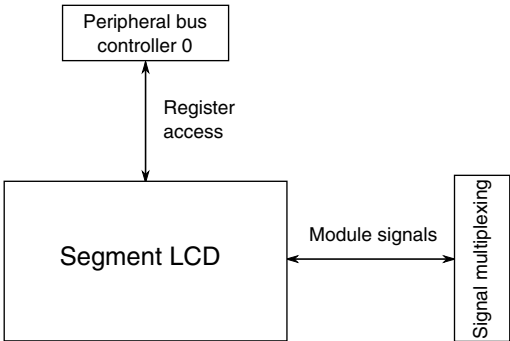 Peripheral bus
controller 0
Register
access
Segment LCD
Module signals
Signal multiplexing